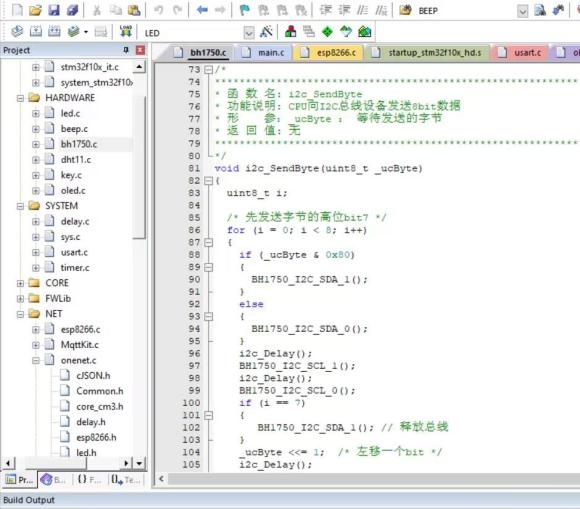 BEEP
LED
Project
stm32f10x_it.c
system_stm32f10
HARDWARE
led.c
beep.c
bh1750.c
dht11.c
key.c
oled.c
SYSTEM
delay.c
sys.c
usart.c
timer.c
CORE
FWLib
NET
esp8266.c
MqttKit.c
onenet.c
cJSON.h
Common.h
core_cm3.h
delay.h
esp8266.h
led.h
Pr... B... {} F... 0. Te...
Build Output
bh1750.c main.c esp8266.c startup_stm32f10x_hd.s usart.c ol
73 /*
74 *****************************************************
75 * 函 数 名: i2c_SendByte
76 * 功能说明: CPU向I2C总线设备发送8bit数据
77 * 形    参: _ucByte : 等待发送的字节
78 * 返 回 值: 无
79 *****************************************************
80 */
81 void i2c_SendByte(uint8_t _ucByte)
82 {
83   uint8_t i;
84
85   /* 先发送字节的高位bit7 */
86   for (i = 0; i < 8; i++)
87   {
88     if (_ucByte & 0x80)
89     {
90       BH1750_I2C_SDA_1();
91     }
92     else
93     {
94       BH1750_I2C_SDA_0();
95     }
96     i2c_Delay();
97     BH1750_I2C_SCL_1();
98     i2c_Delay();
99     BH1750_I2C_SCL_0();
100     if (i == 7)
101     {
102        BH1750_I2C_SDA_1(); // 释放总线
103     }
104     _ucByte <<= 1;  /* 左移一个bit */
105     i2c_Delay();